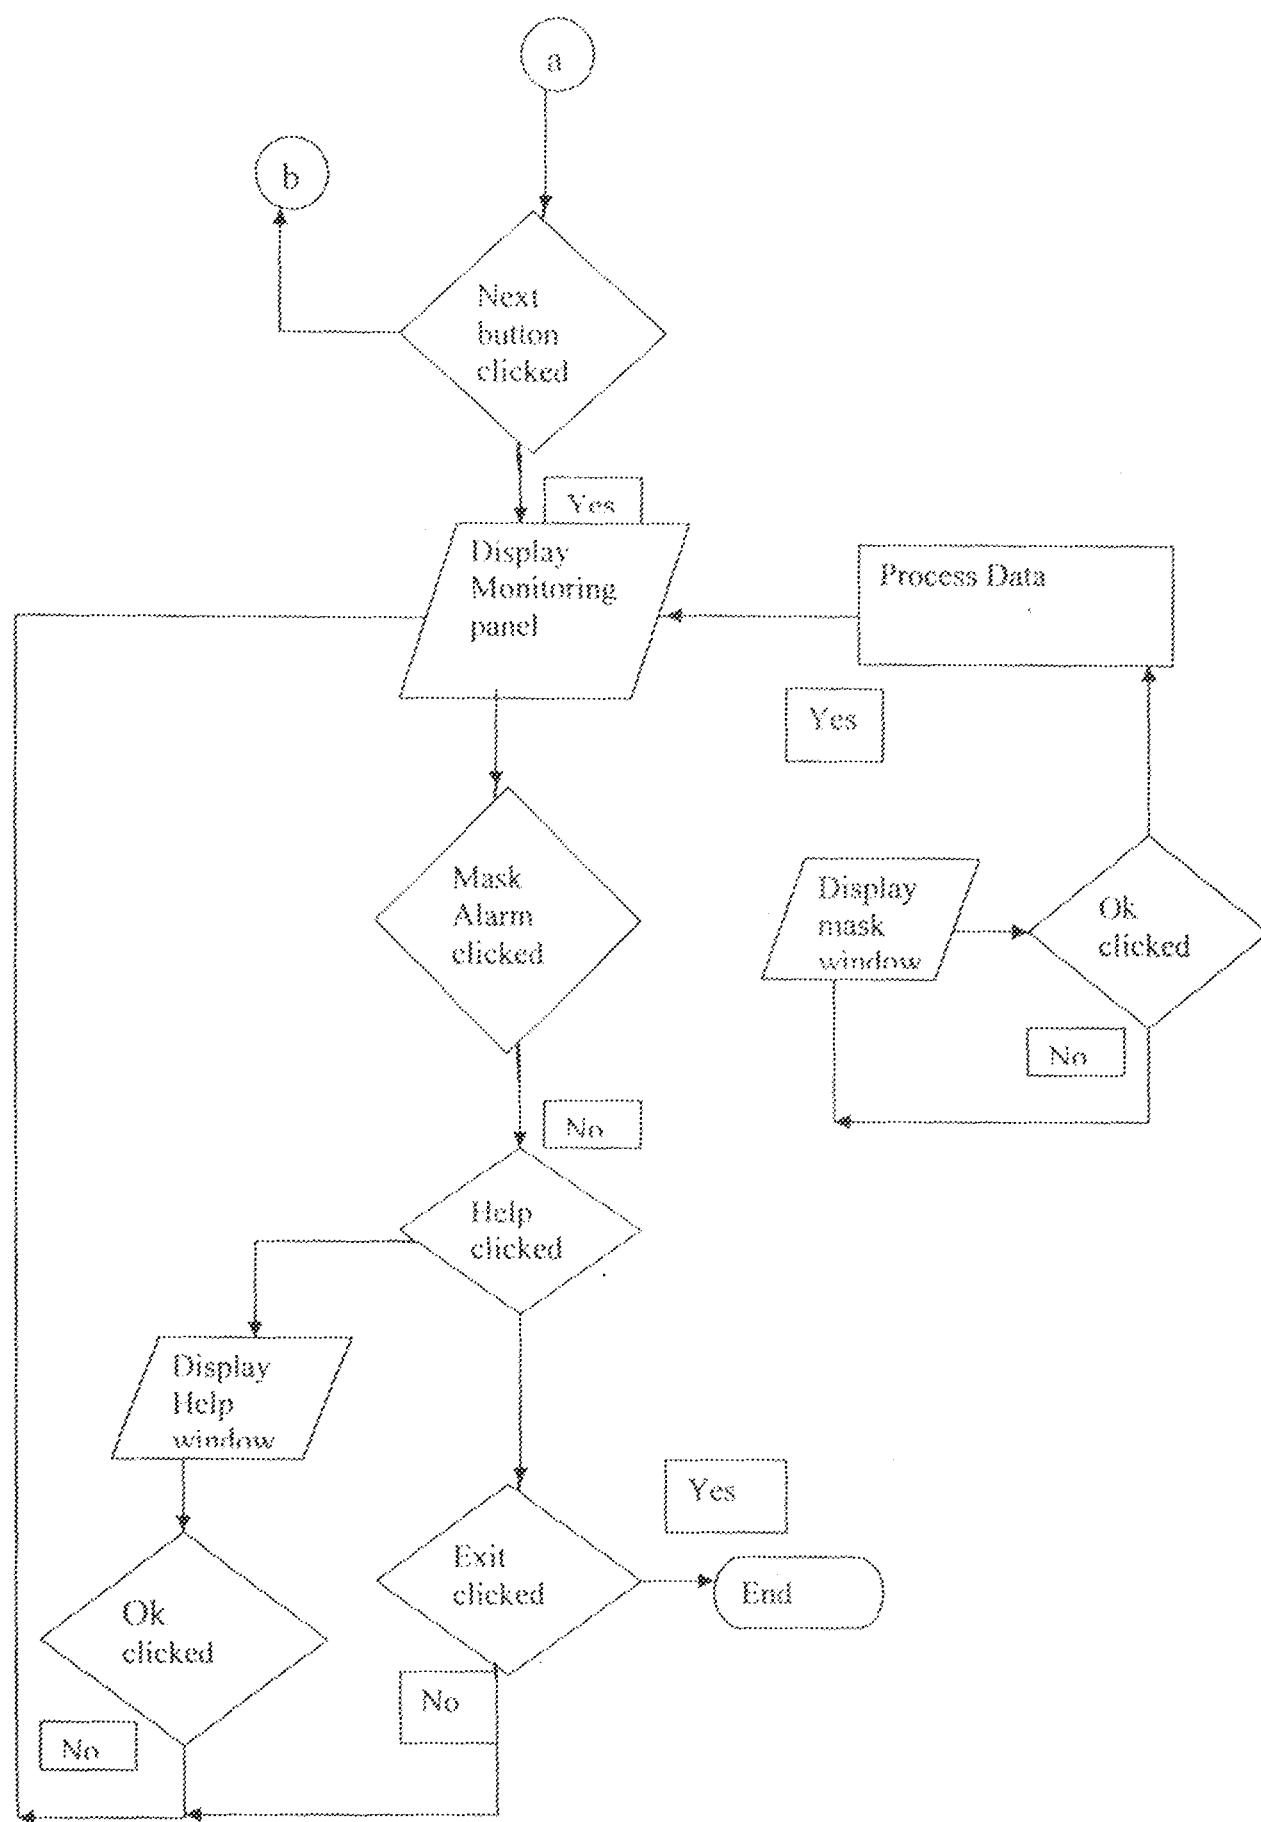 a
b
Next
button
clicked
Yes
Display
Monitoring
panel
Process Data
Yes
Mask
Alarm
clicked
Display
mask
window
Ok
clicked
No
No
Help
clicked
Display
Help
window
Yes
Exit
clicked
End
Ok
clicked
No
No